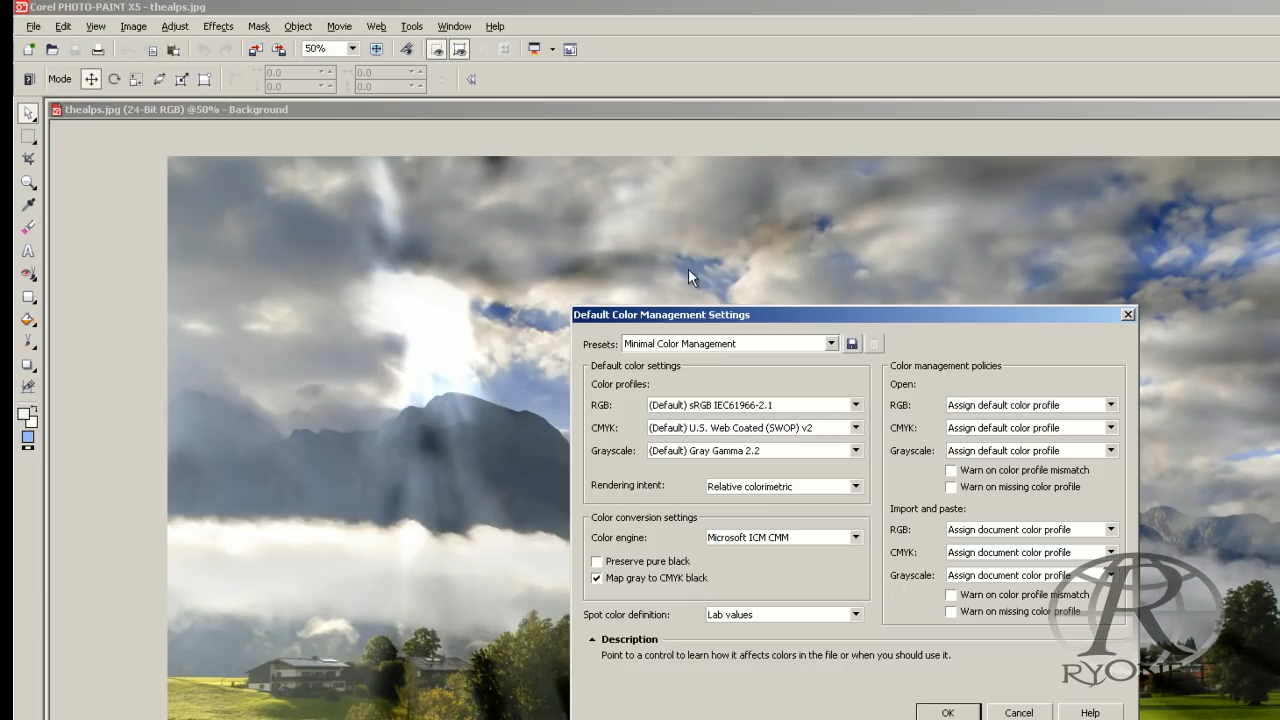 Corel PHOTO-PAINT X5 - thealps.jpg
File Edit View Image Adjust Effects Mask Object Movie Web Tools Window Help
50%
Mode 0.0 0.0
0.0 0.0
thealps.jpg (24-Bit RGB) @50% - Background
Default Color Management Settings
Presets: Minimal Color Management
Default color settings
Color profiles:
RGB: (Default) sRGB IEC61966-2.1
CMYK: (Default) U.S. Web Coated (SWOP) v2
Grayscale: (Default) Gray Gamma 2.2
Rendering intent: Relative colorimetric
Color conversion settings
Color engine: Microsoft ICM CMM
Preserve pure black
Map gray to CMYK black
Spot color definition: Lab values
Color management policies
Open:
RGB: Assign default color profile
CMYK: Assign default color profile
Grayscale: Assign default color profile
Warn on color profile mismatch
Warn on missing color profile
Import and paste:
RGB: Assign document color profile
CMYK: Assign document color profile
Grayscale: Assign document color profile
Warn on color profile mismatch
Warn on missing color profile
Description
Point to a control to learn how it affects colors in the file or when you should use it.
OK Cancel Help
R
RYONET